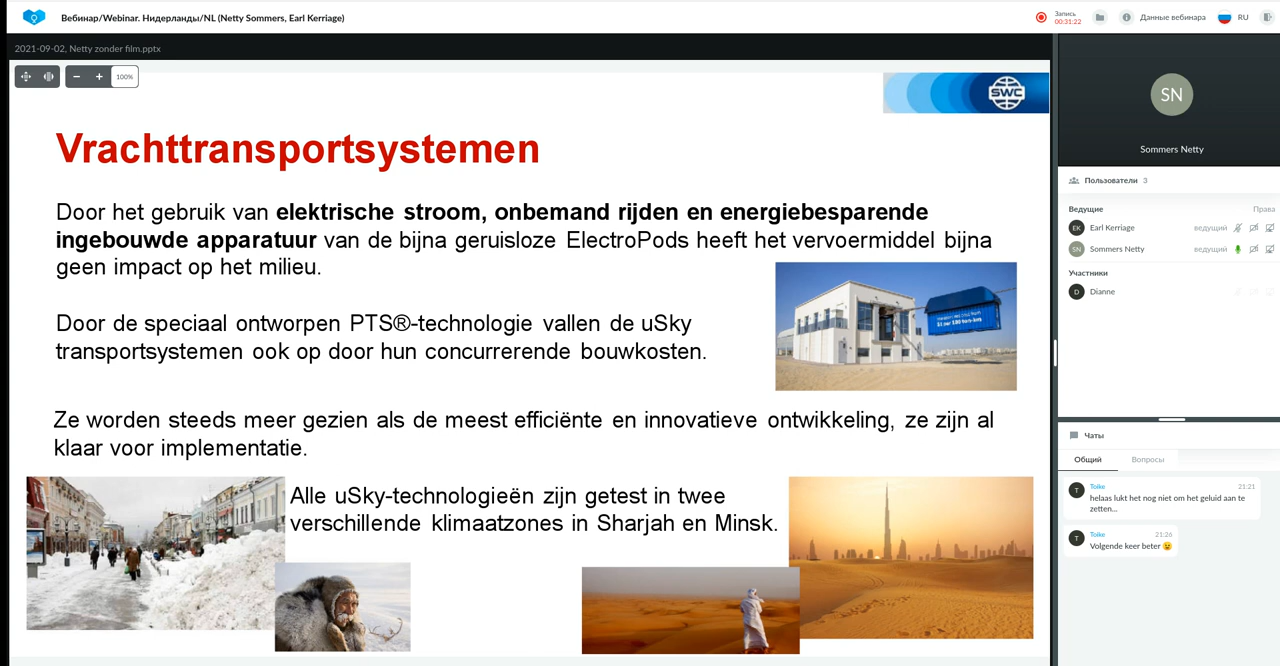 Вебинар/Webinar. Нидерланды/NL (Netty Sommers, Earl Kerriage)
Запись
00:31:22
Данные вебинара
RU
2021-09-02, Netty zonder film.pptx
100%
SWC
Vrachttransportsystemen
Door het gebruik van elektrische stroom, onbemand rijden en energiebesparende
ingebouwde apparatuur van de bijna geruisloze ElectroPods heeft het vervoermiddel bijna
geen impact op het milieu.
Door de speciaal ontworpen PTS®-technologie vallen de uSky
transportsystemen ook op door hun concurrerende bouwkosten.
Ze worden steeds meer gezien als de meest efficiënte en innovatieve ontwikkeling, ze zijn al
klaar voor implementatie.
Alle uSky-technologieën zijn getest in twee
verschillende klimaatzones in Sharjah en Minsk.
SN
Sommers Netty
Пользователи 3
Ведущие Права
EK Earl Kerriage ведущий
SN Sommers Netty ведущий
Участники
D Dianne
Чаты
Общий Вопросы
T Toike 21:21
helaas lukt het nog niet om het geluid aan te
zetten...
T Toike 21:26
Volgende keer beter 😉